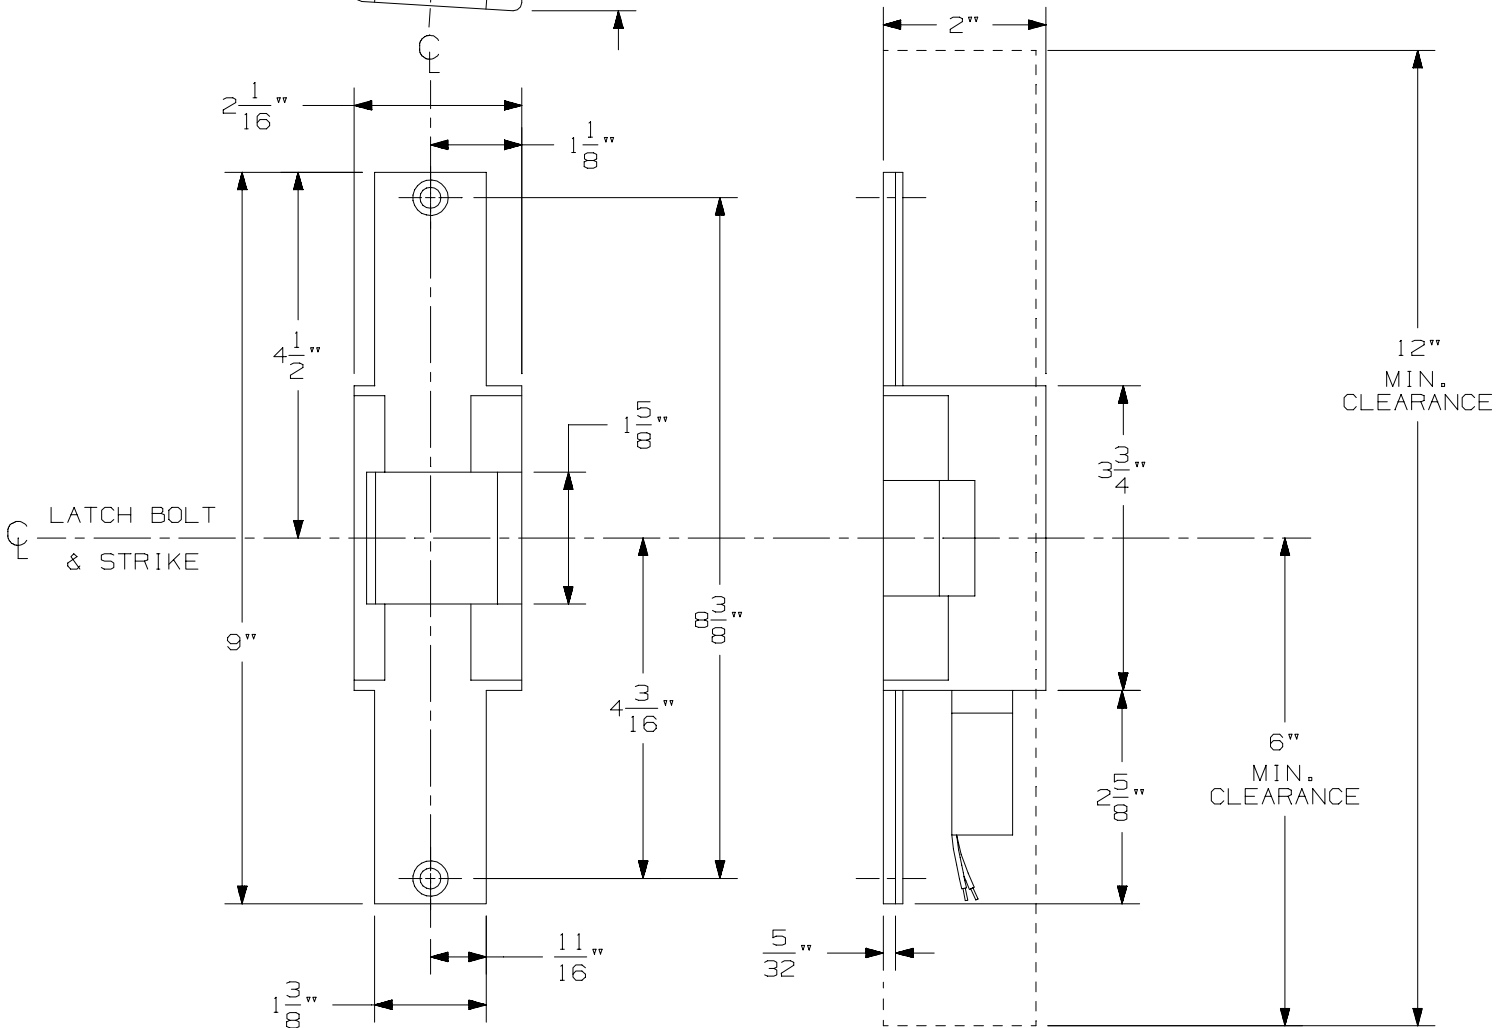 2"
℄
2 1/16"
1 1/8"
4 1/2"
12"
MIN.
CLEARANCE
1 5/8"
3 3/4"
℄ LATCH BOLT
& STRIKE
8 3/8"
9"
4 3/16"
6"
MIN.
CLEARANCE
2 5/8"
11/16"
5/32"
1 3/8"